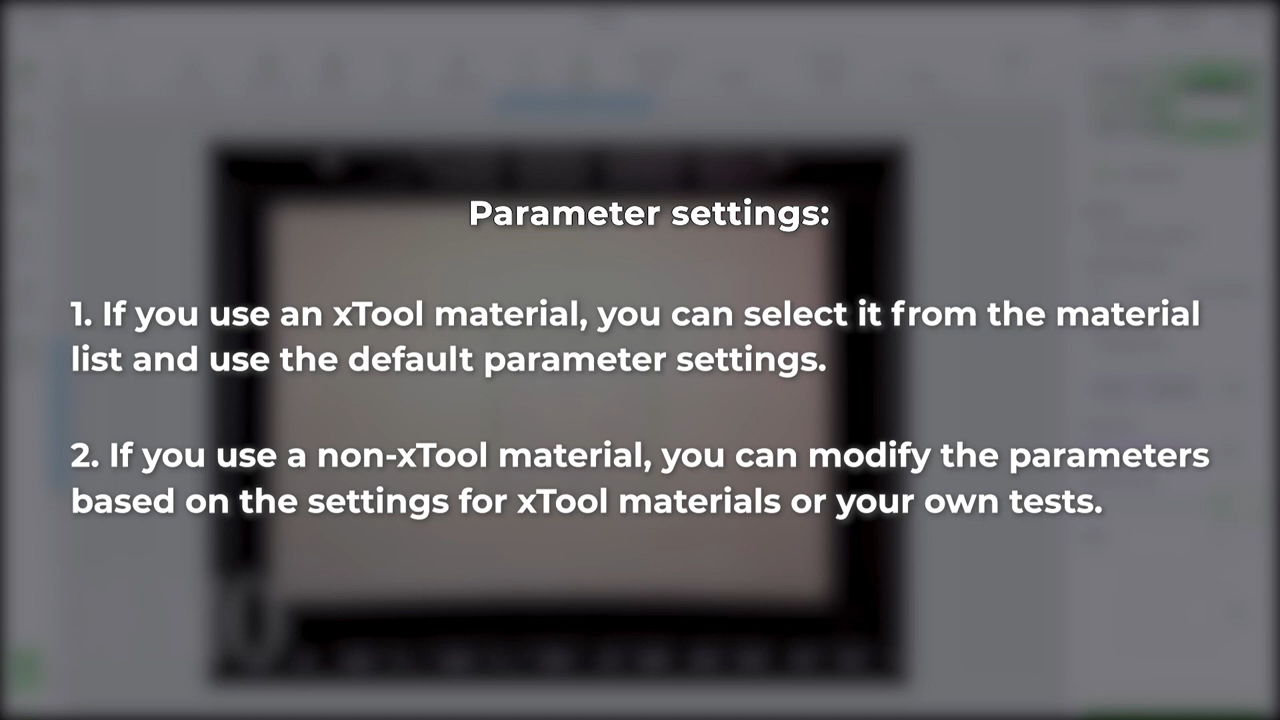 Parameter settings:
1. If you use an xTool material, you can select it from the material
list and use the default parameter settings.
2. If you use a non-xTool material, you can modify the parameters
based on the settings for xTool materials or your own tests.